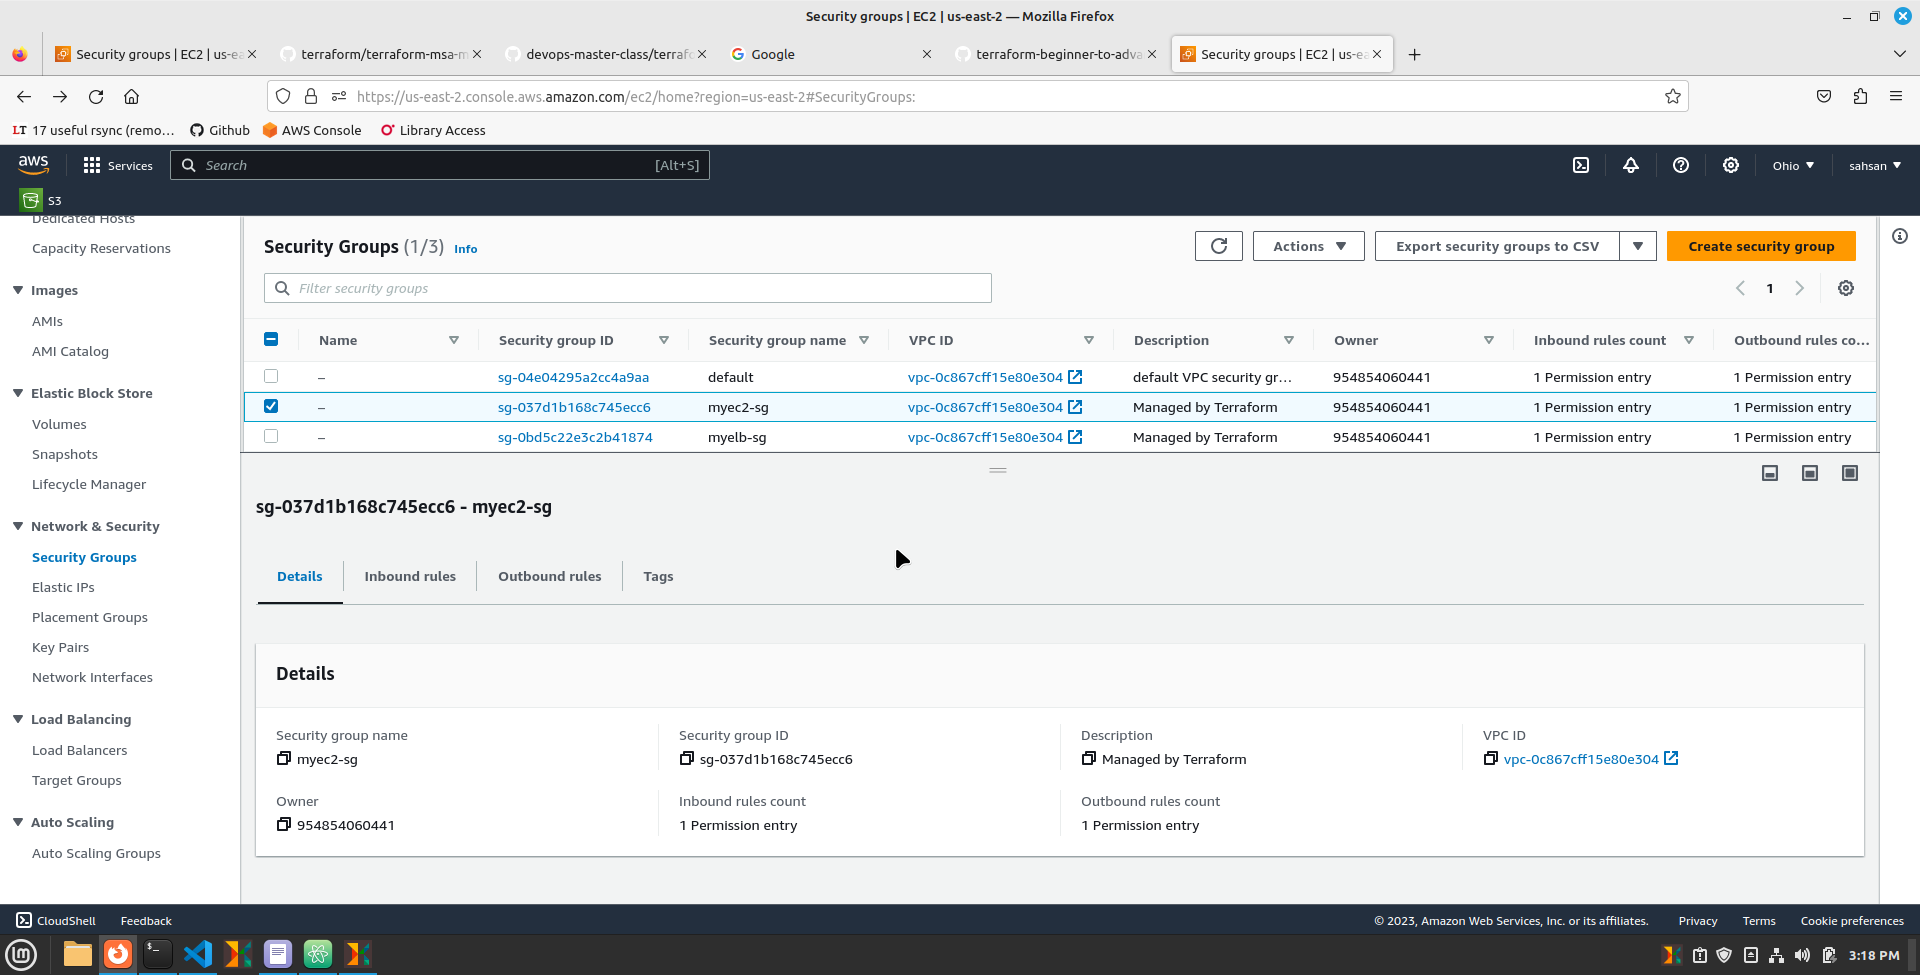 Security groups | EC2 | us-east-2 — Mozilla Firefox
Security groups | EC2 | us-ea
terraform/terraform-msa-m
devops-master-class/terrafo
Google
terraform-beginner-to-adva
Security groups | EC2 | us-ea
https://us-east-2.console.aws.amazon.com/ec2/home?region=us-east-2#SecurityGroups:
LT 17 useful rsync (remo…
Github
AWS Console
Library Access
aws
Services
Search
[Alt+S]
Ohio
sahsan
S3
Dedicated Hosts
Capacity Reservations
Images
AMIs
AMI Catalog
Elastic Block Store
Volumes
Snapshots
Lifecycle Manager
Network & Security
Security Groups
Elastic IPs
Placement Groups
Key Pairs
Network Interfaces
Load Balancing
Load Balancers
Target Groups
Auto Scaling
Auto Scaling Groups
Security Groups (1/3) Info
Actions
Export security groups to CSV
Create security group
Filter security groups
1
Name Security group ID Security group name VPC ID Description Owner Inbound rules count Outbound rules co…
– sg-04e04295a2cc4a9aa default vpc-0c867cff15e80e304 default VPC security gr… 954854060441 1 Permission entry 1 Permission entry
– sg-037d1b168c745ecc6 myec2-sg vpc-0c867cff15e80e304 Managed by Terraform 954854060441 1 Permission entry 1 Permission entry
– sg-0bd5c22e3c2b41874 myelb-sg vpc-0c867cff15e80e304 Managed by Terraform 954854060441 1 Permission entry 1 Permission entry
sg-037d1b168c745ecc6 - myec2-sg
Details
Inbound rules
Outbound rules
Tags
Details
Security group name
myec2-sg
Security group ID
sg-037d1b168c745ecc6
Description
Managed by Terraform
VPC ID
vpc-0c867cff15e80e304
Owner
954854060441
Inbound rules count
1 Permission entry
Outbound rules count
1 Permission entry
CloudShell
Feedback
© 2023, Amazon Web Services, Inc. or its affiliates.
Privacy
Terms
Cookie preferences
3:18 PM